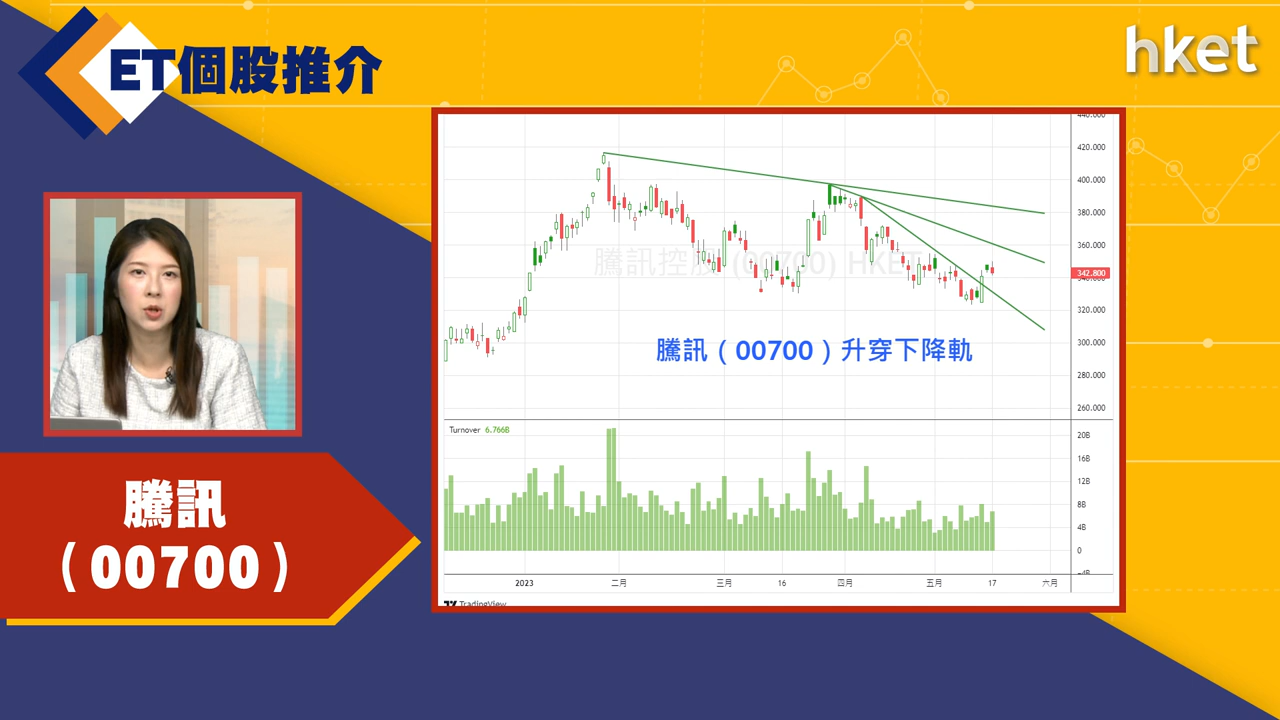 ET個股推介
hket
騰訊
（00700）
騰訊控股 (00700) HKET
騰訊（00700）升穿下降軌
440.000
420.000
400.000
380.000
360.000
342.800
340.000
320.000
300.000
280.000
260.000
Turnover 6.766B
20B
16B
12B
8B
4B
0
-4B
2023 二月 三月 16 四月 五月 17 六月
TradingView